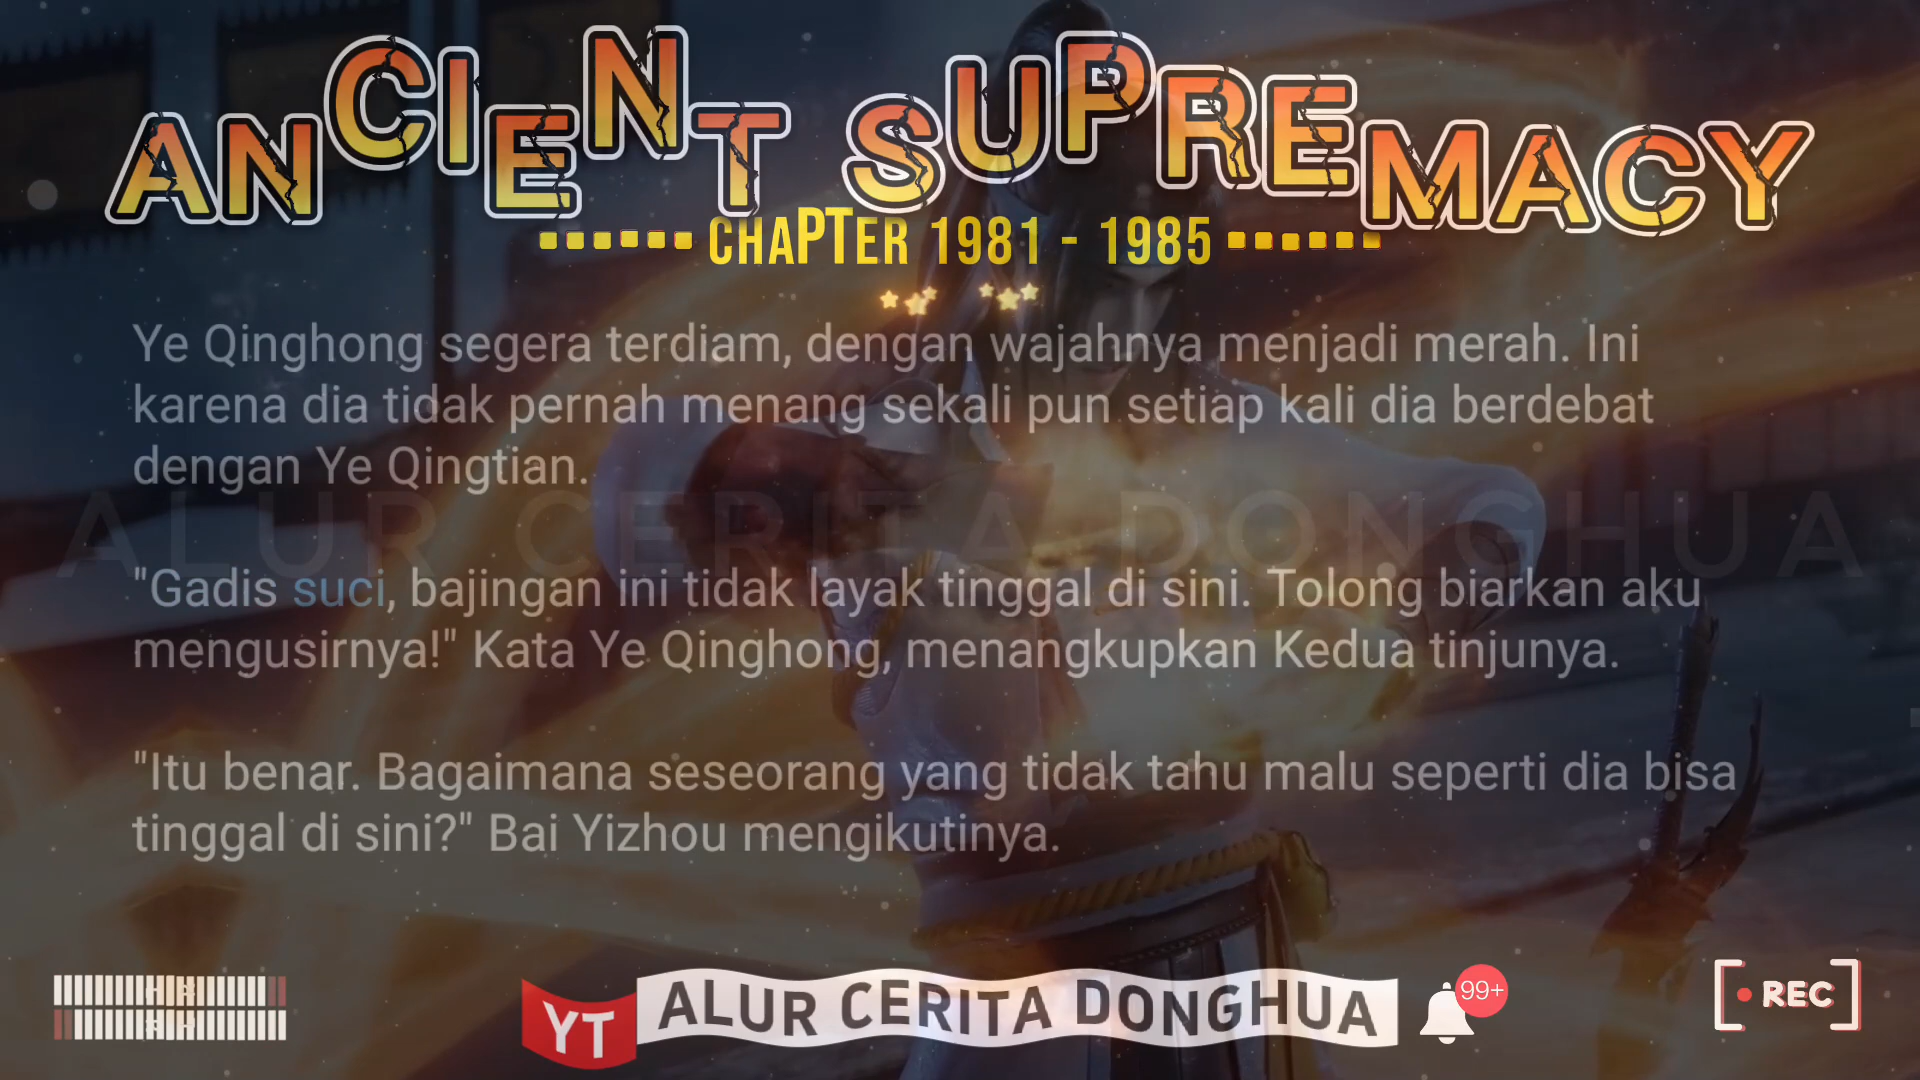 ANCIENT SUPREMACY
CHAPTER 1981 - 1985
Ye Qinghong segera terdiam, dengan wajahnya menjadi merah. Ini
karena dia tidak pernah menang sekali pun setiap kali dia berdebat
dengan Ye Qingtian.
ALUR CERITA DONGHUA
"Gadis suci, bajingan ini tidak layak tinggal di sini. Tolong biarkan aku
mengusirnya!" Kata Ye Qinghong, menangkupkan Kedua tinjunya.
"Itu benar. Bagaimana seseorang yang tidak tahu malu seperti dia bisa
tinggal di sini?" Bai Yizhou mengikutinya.
YT ALUR CERITA DONGHUA
99+
REC